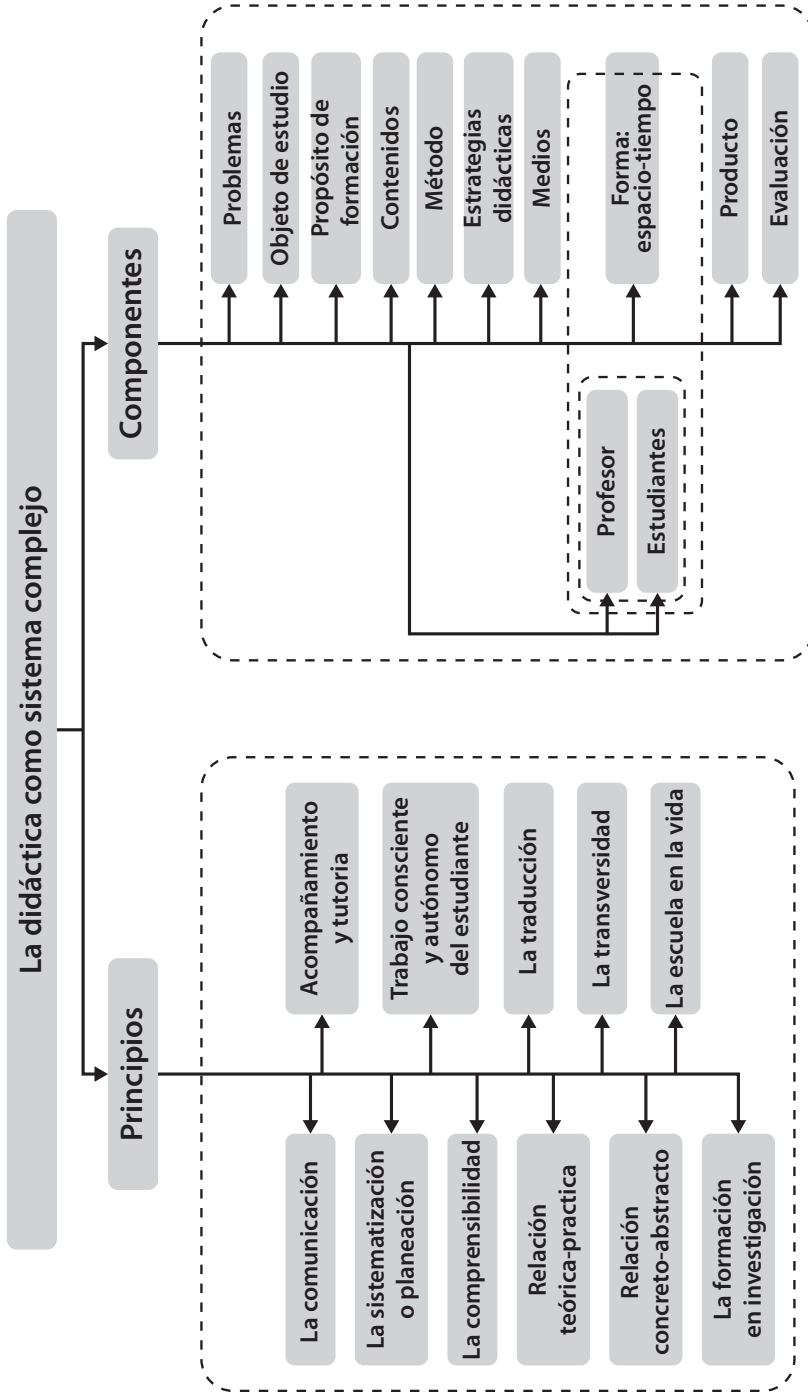 La didáctica como sistema complejo
Principios
La comunicación
La sistematización
o planeación
La comprensibilidad
Relación
teórica-practica
Relación
concreto-abstracto
La formación
en investigación
Acompañamiento
y tutoria
Trabajo consciente
y autónomo
del estudiante
La traducción
La transversidad
La escuela en la vida
Componentes
Problemas
Objeto de estudio
Propósito de
formación
Contenidos
Método
Estrategias
didácticas
Medios
Forma:
espacio-tiempo
Producto
Evaluación
Profesor
Estudiantes